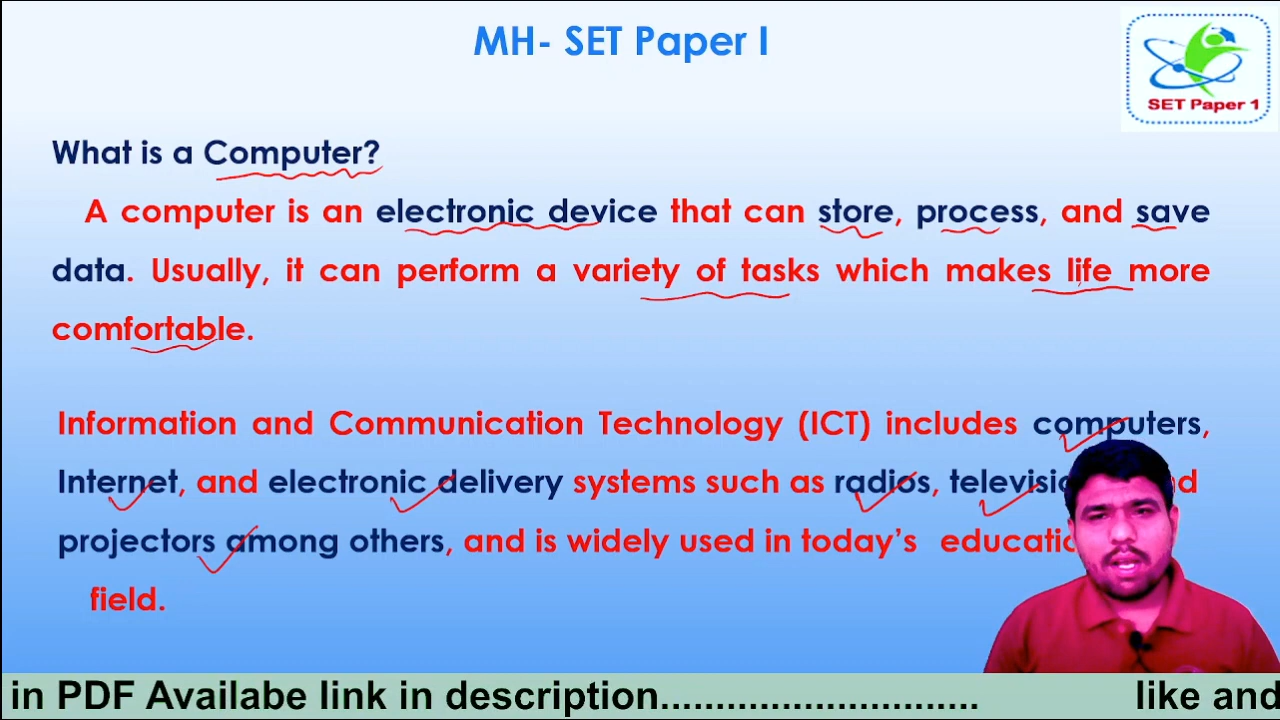 MH- SET Paper I
SET Paper 1
What is a Computer?
A computer is an electronic device that can store, process, and save
data. Usually, it can perform a variety of tasks which makes life more
comfortable.
Information and Communication Technology (ICT) includes computers,
Internet, and electronic delivery systems such as radios,
projectors among others, and is widely used in today's
field.
in PDF Availabe link in description............................. like and